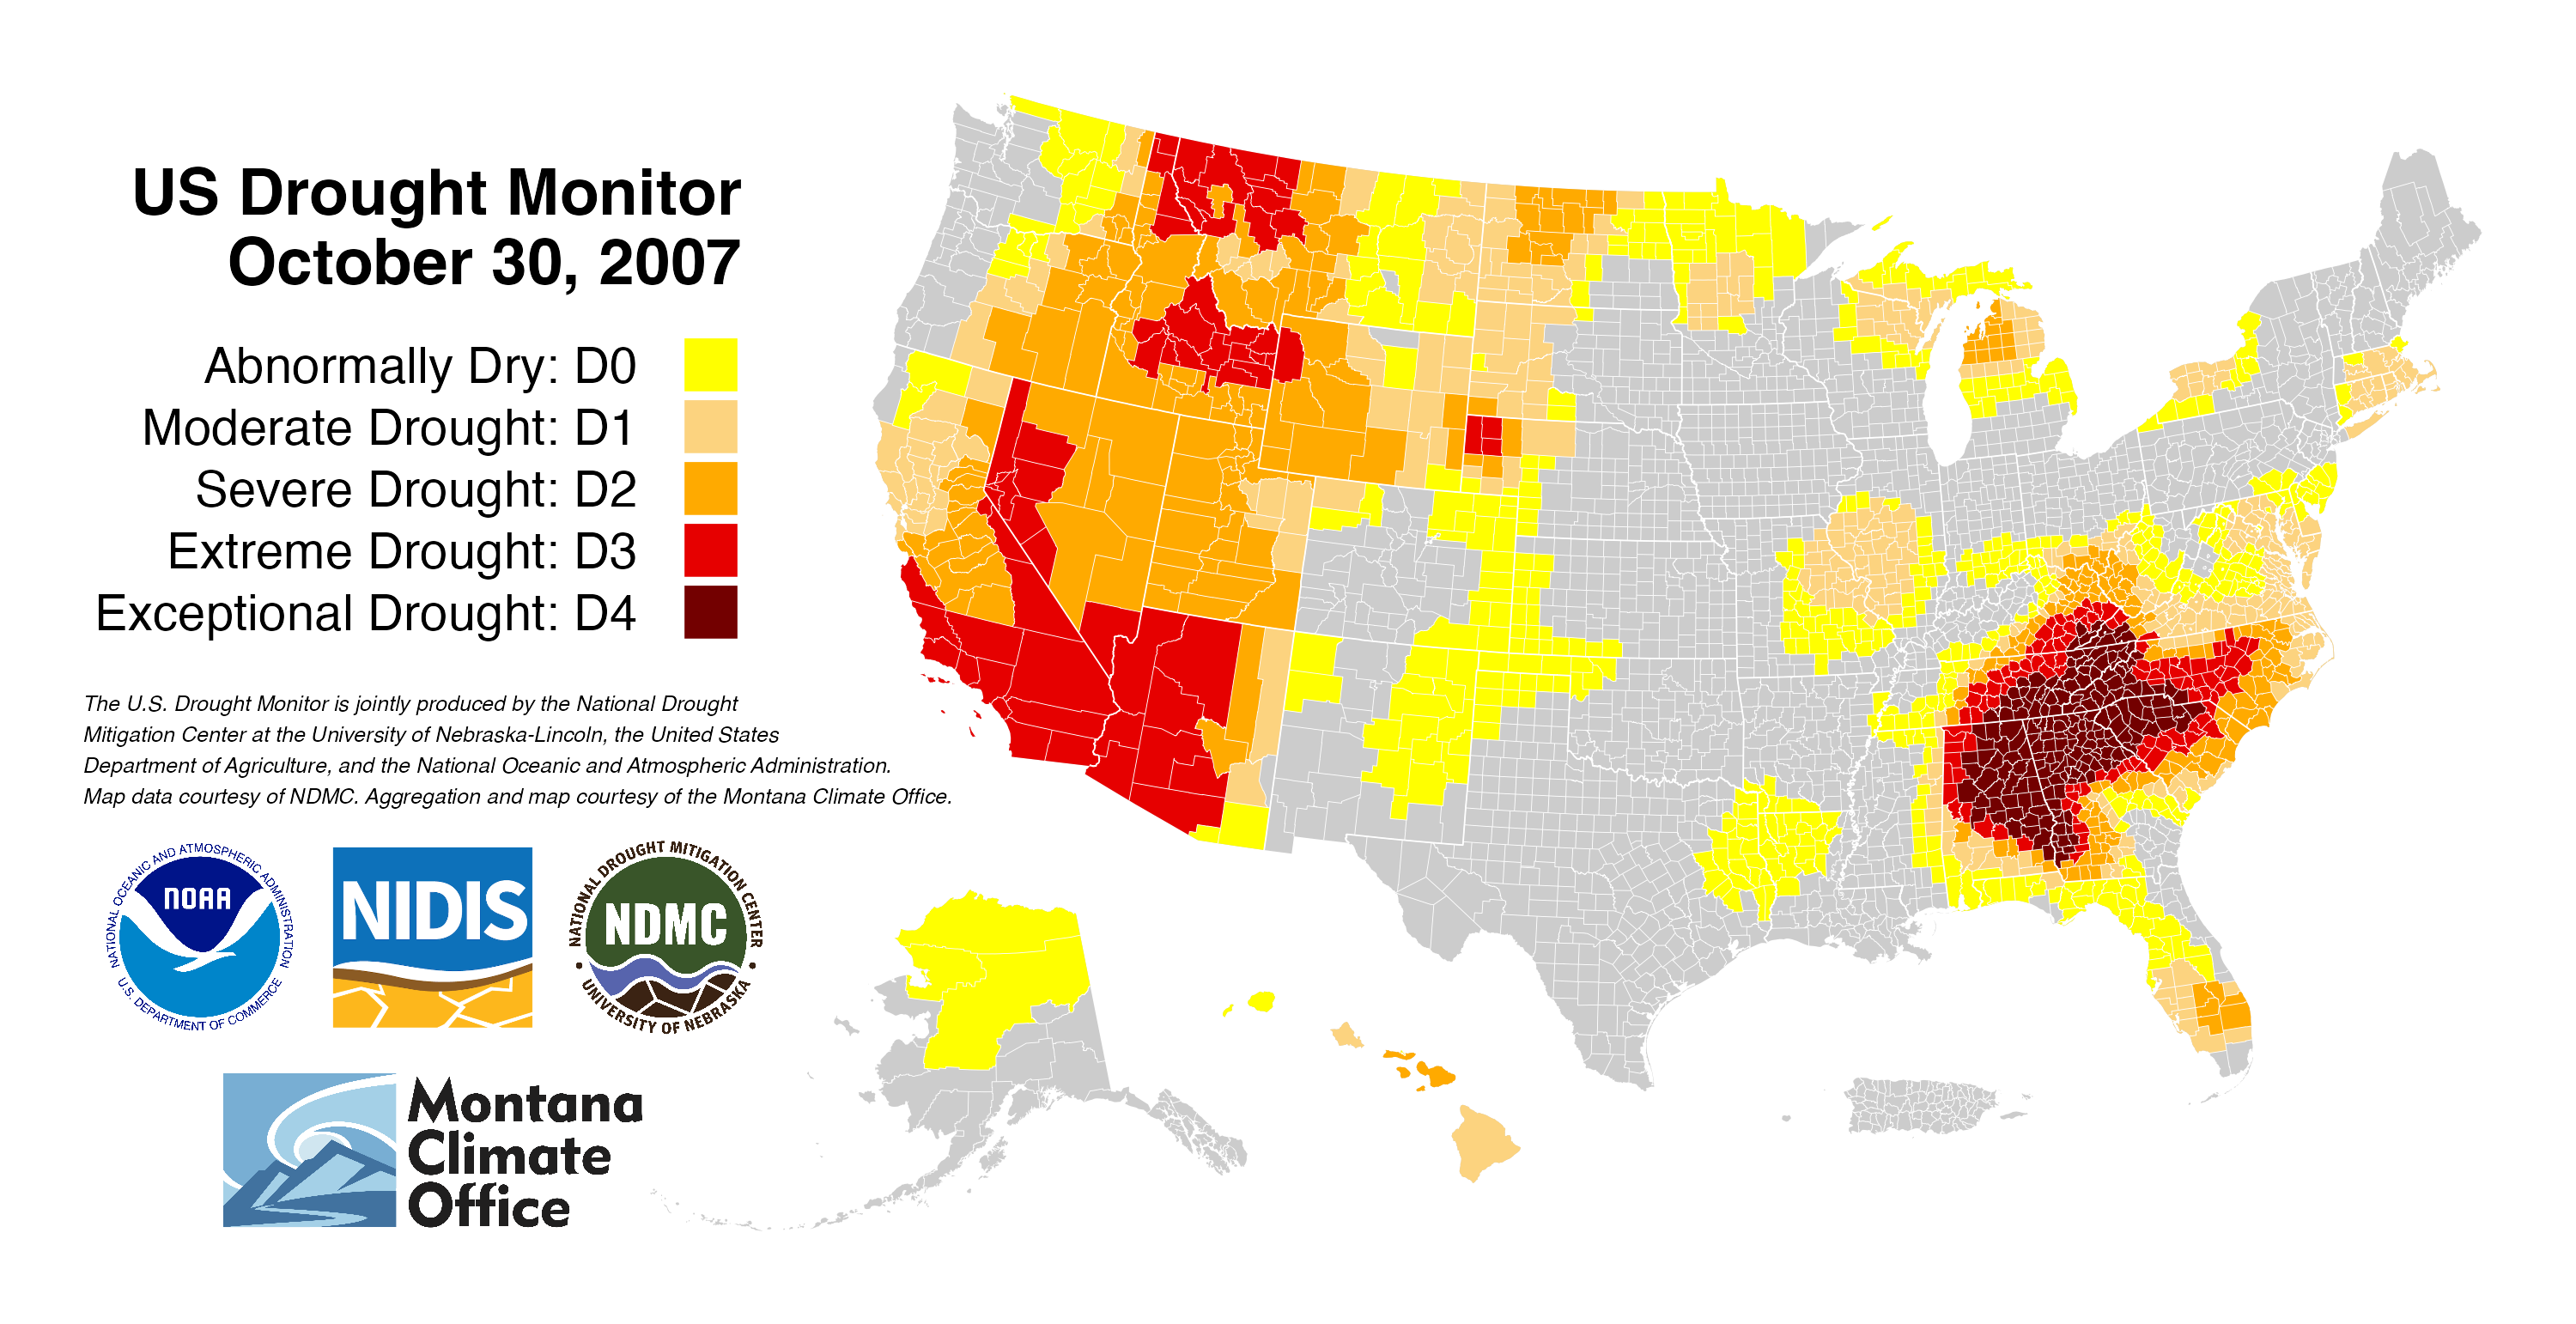 US Drought Monitor
October 30, 2007
Abnormally Dry: D0
Moderate Drought: D1
Severe Drought: D2
Extreme Drought: D3
Exceptional Drought: D4
The U.S. Drought Monitor is jointly produced by the National Drought
Mitigation Center at the University of Nebraska-Lincoln, the United States
Department of Agriculture, and the National Oceanic and Atmospheric Administration.
Map data courtesy of NDMC. Aggregation and map courtesy of the Montana Climate Office.
NATIONAL OCEANIC AND ATMOSPHERIC ADMINISTRATION
NOAA
U.S. DEPARTMENT OF COMMERCE
NIDIS
NATIONAL DROUGHT MITIGATION CENTER
NDMC
UNIVERSITY OF NEBRASKA
Montana
Climate
Office